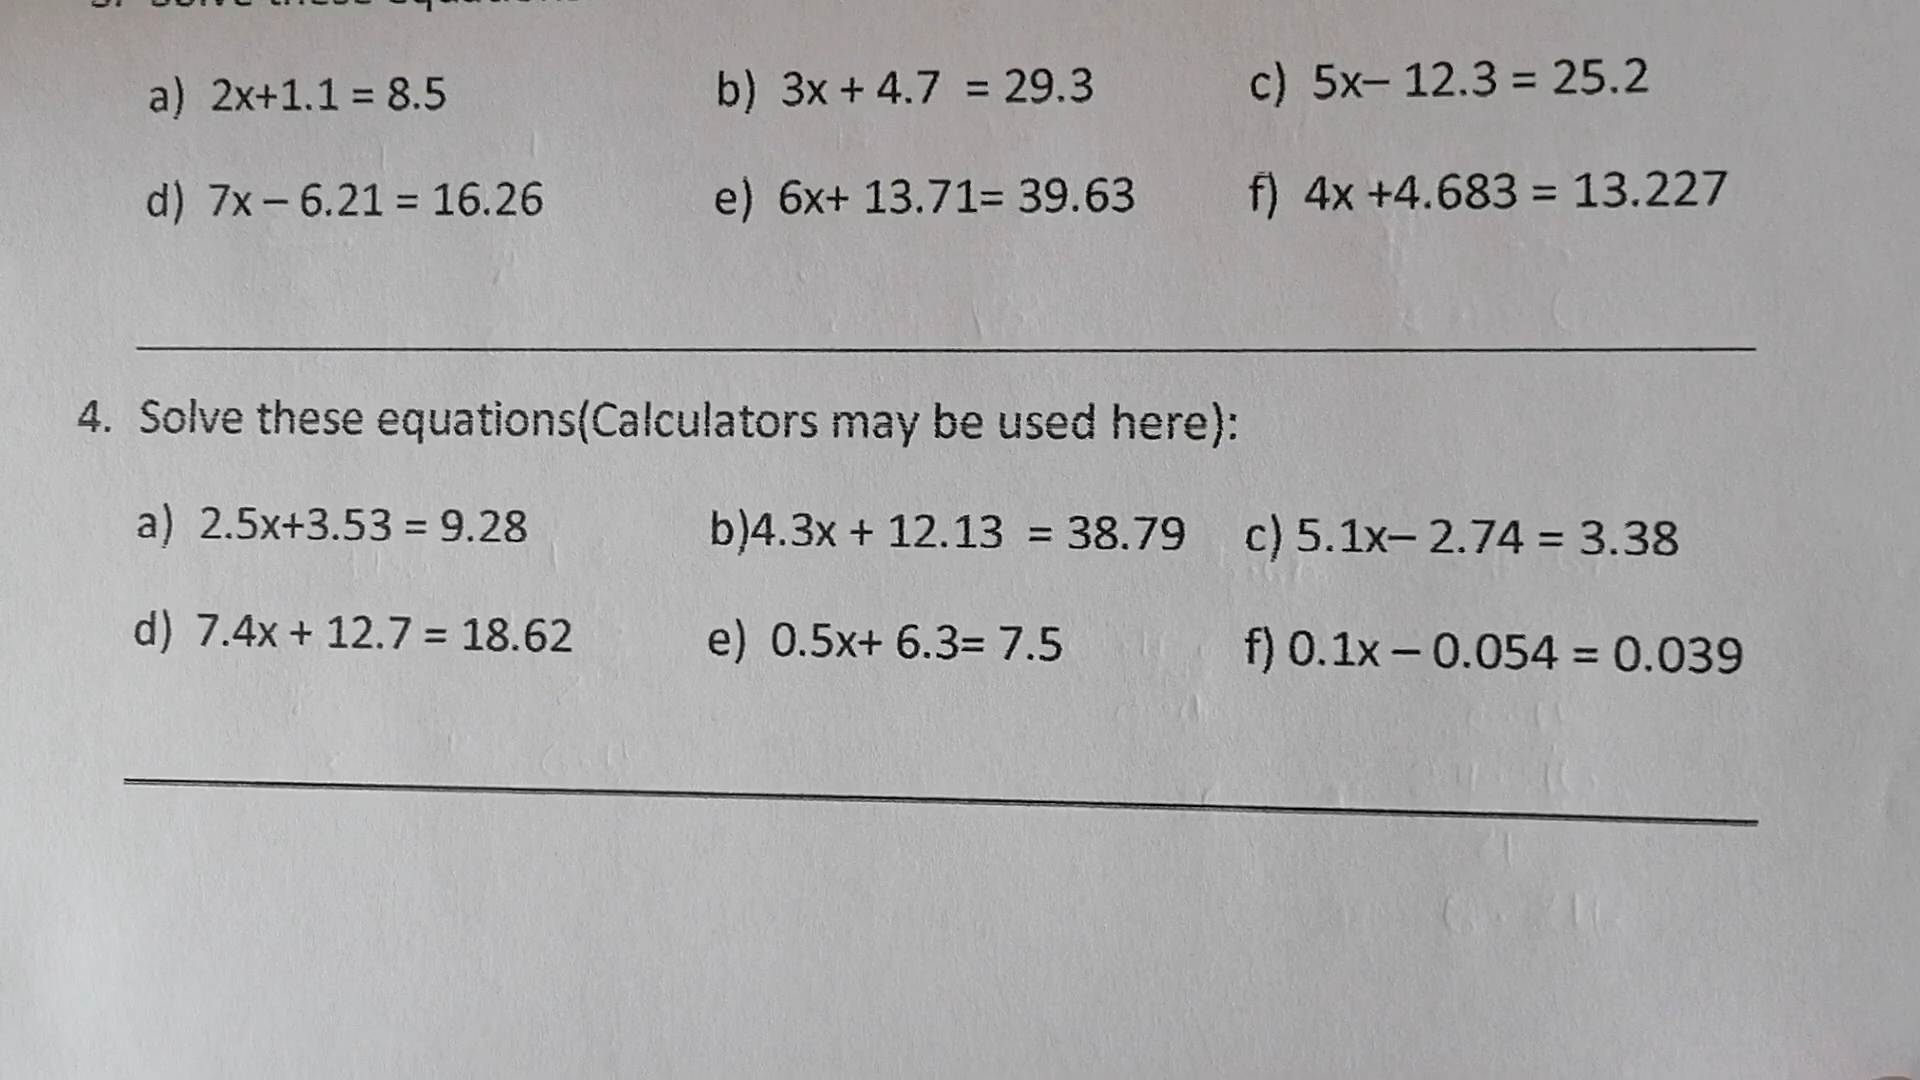 a) 2x+1.1 = 8.5 b) 3x + 4.7 = 29.3 c) 5x– 12.3 = 25.2
d) 7x – 6.21 = 16.26 e) 6x+ 13.71= 39.63 f) 4x +4.683 = 13.227
4. Solve these equations(Calculators may be used here):
a) 2.5x+3.53 = 9.28 b)4.3x + 12.13 = 38.79 c) 5.1x– 2.74 = 3.38
d) 7.4x + 12.7 = 18.62 e) 0.5x+ 6.3= 7.5 f) 0.1x – 0.054 = 0.039